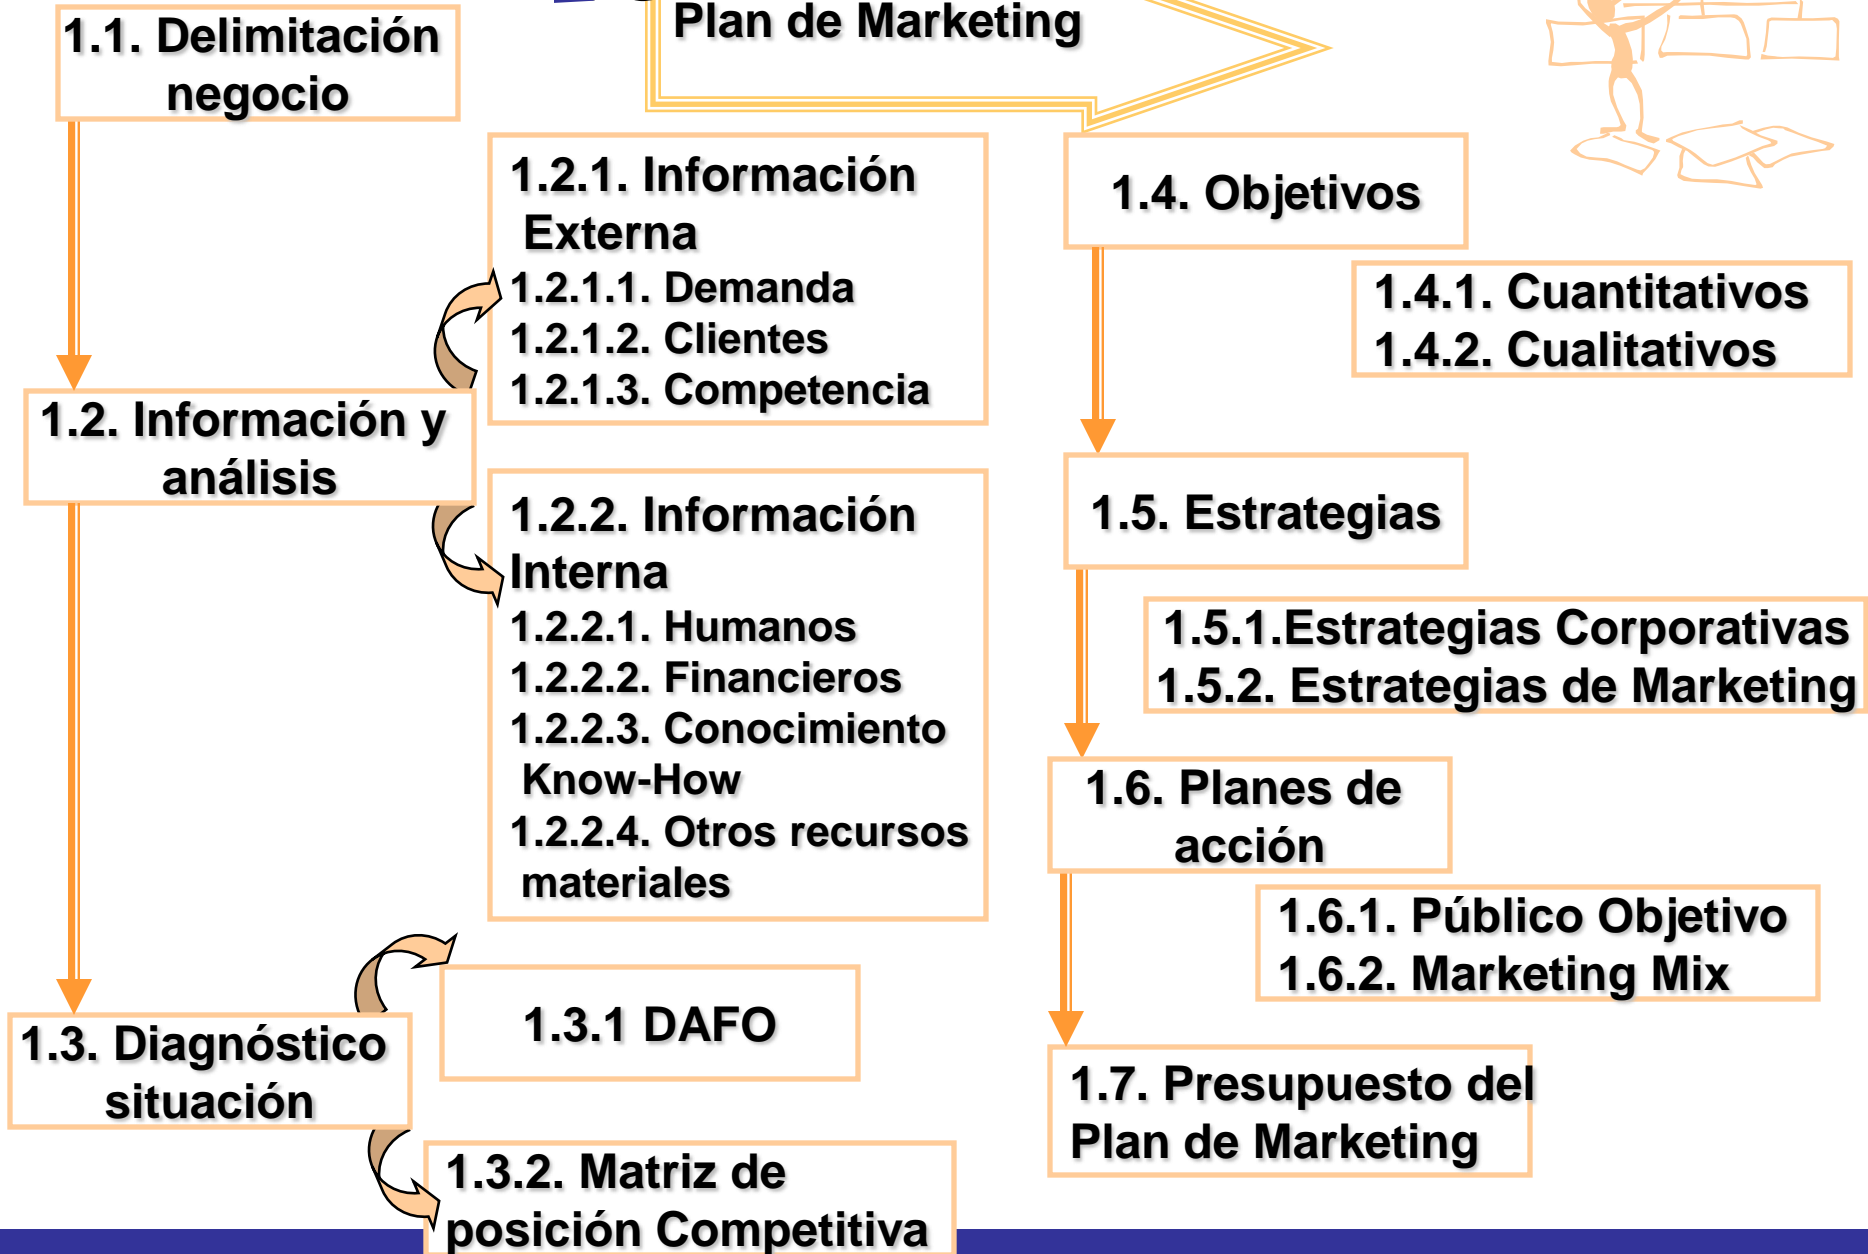 Plan de Marketing
1.1. Delimitación
negocio
1.2. Información y
análisis
1.2.1. Información
Externa
1.2.1.1. Demanda
1.2.1.2. Clientes
1.2.1.3. Competencia
1.2.2. Información
Interna
1.2.2.1. Humanos
1.2.2.2. Financieros
1.2.2.3. Conocimiento
Know-How
1.2.2.4. Otros recursos
materiales
1.3. Diagnóstico
situación
1.3.1 DAFO
1.3.2. Matriz de
posición Competitiva
1.4. Objetivos
1.4.1. Cuantitativos
1.4.2. Cualitativos
1.5. Estrategias
1.5.1.Estrategias Corporativas
1.5.2. Estrategias de Marketing
1.6. Planes de
acción
1.6.1. Público Objetivo
1.6.2. Marketing Mix
1.7. Presupuesto del
Plan de Marketing